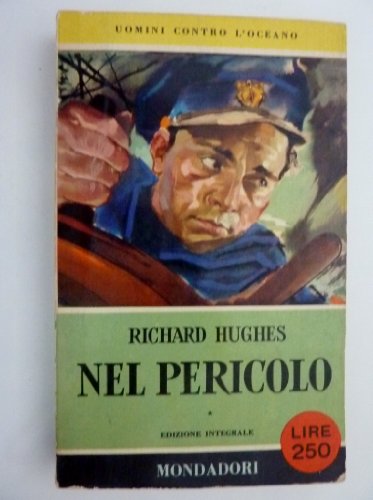 UOMINI CONTRO L'OCEANO
RICHARD HUGHES
NEL PERICOLO
*
EDIZIONE INTEGRALE
LIRE
250
MONDADORI